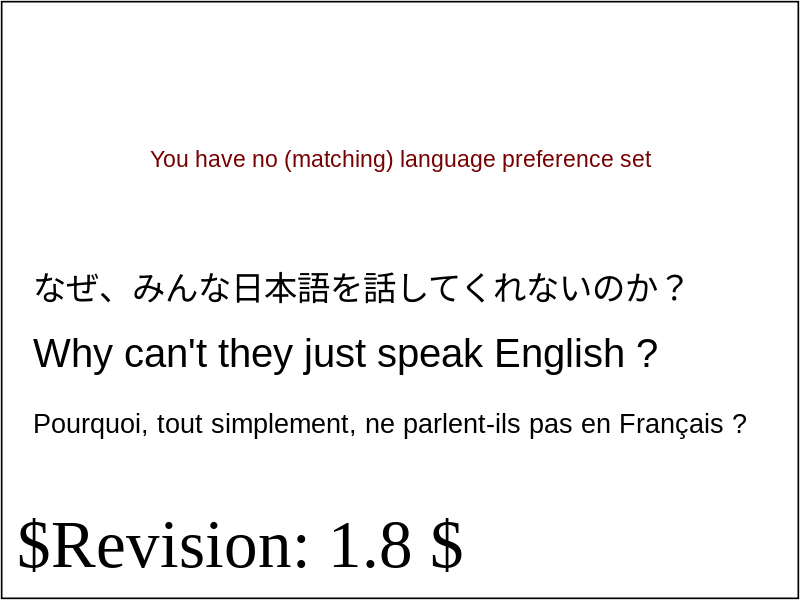 You have no (matching) language preference set
なぜ、みんな日本語を話してくれないのか？
Why can't they just speak English ?
Pourquoi, tout simplement, ne parlent-ils pas en Français ?
$Revision: 1.8 $